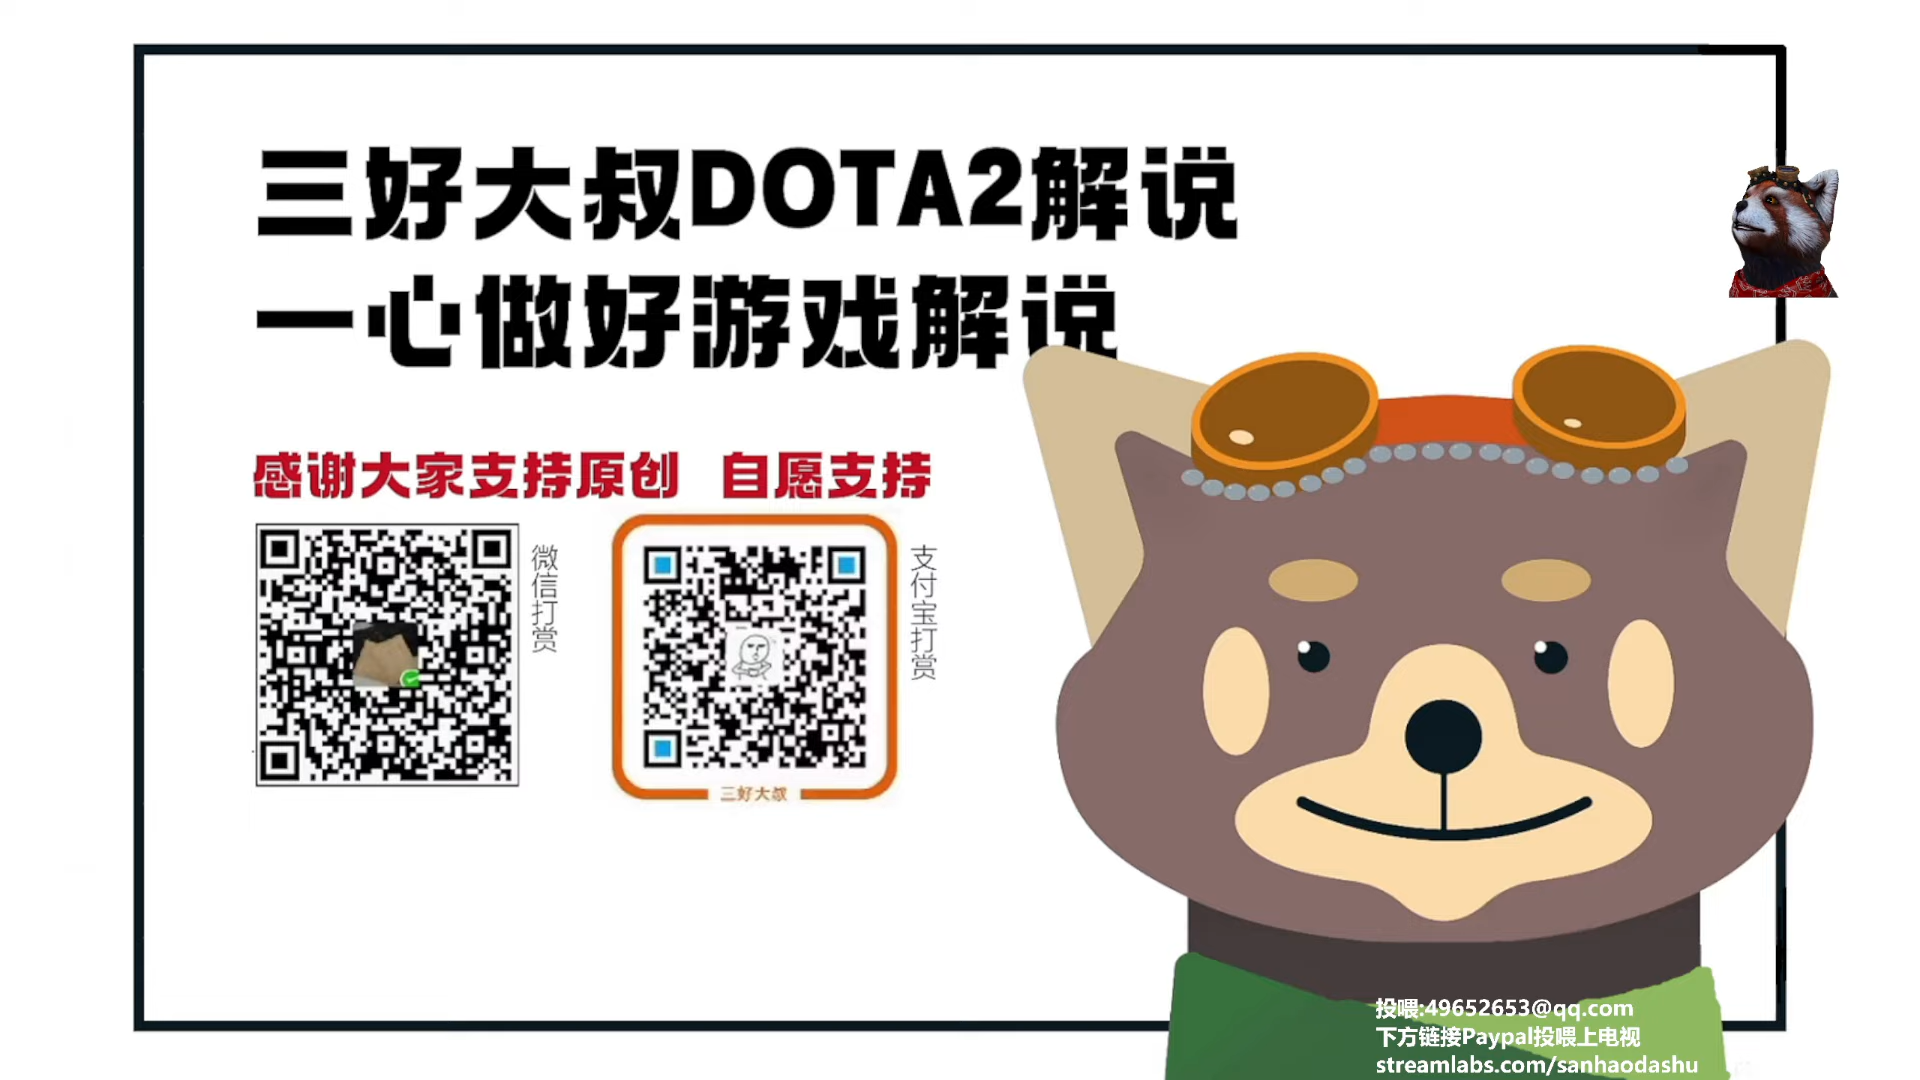 三好大叔DOTA2解说
一心做好游戏解说
感谢大家支持原创 自愿支持
微信打赏
支付宝打赏
三好大叔
投喂:49652653@qq.com
下方链接Paypal投喂上电视
streamlabs.com/sanhaodashu